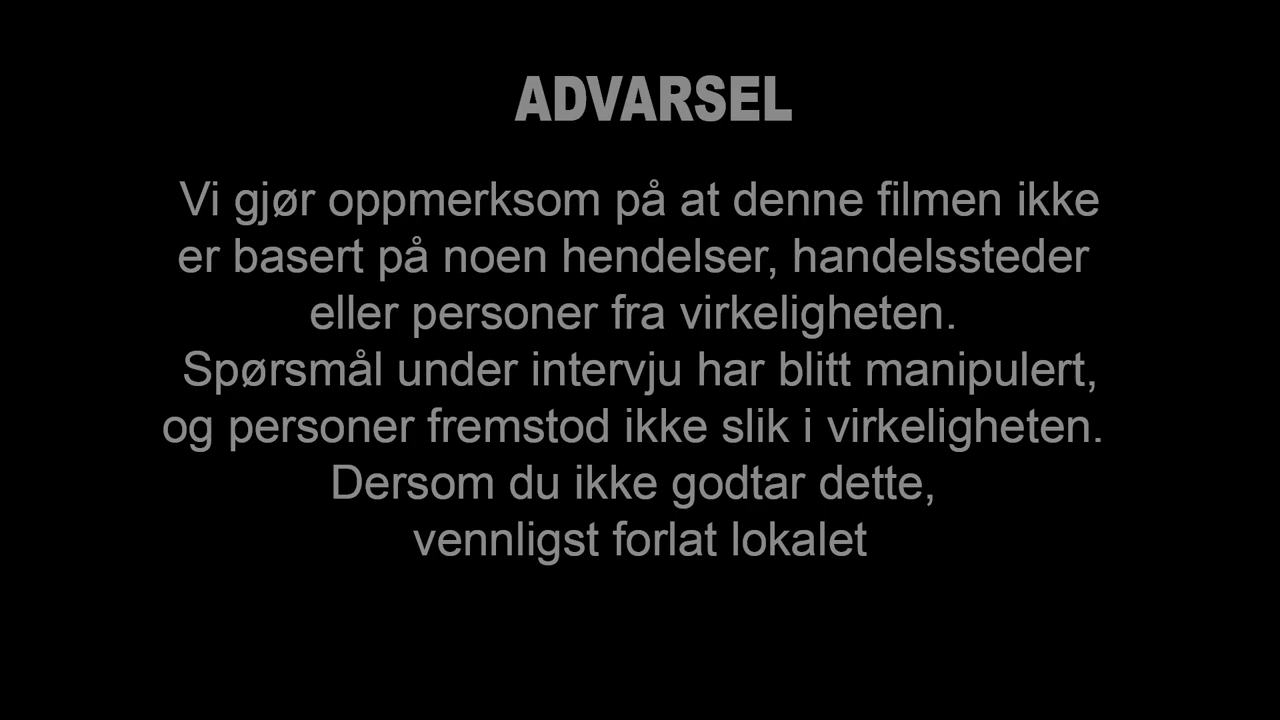 ADVARSEL
Vi gjør oppmerksom på at denne filmen ikke
er basert på noen hendelser, handelssteder
eller personer fra virkeligheten.
Spørsmål under intervju har blitt manipulert,
og personer fremstod ikke slik i virkeligheten.
Dersom du ikke godtar dette,
vennligst forlat lokalet